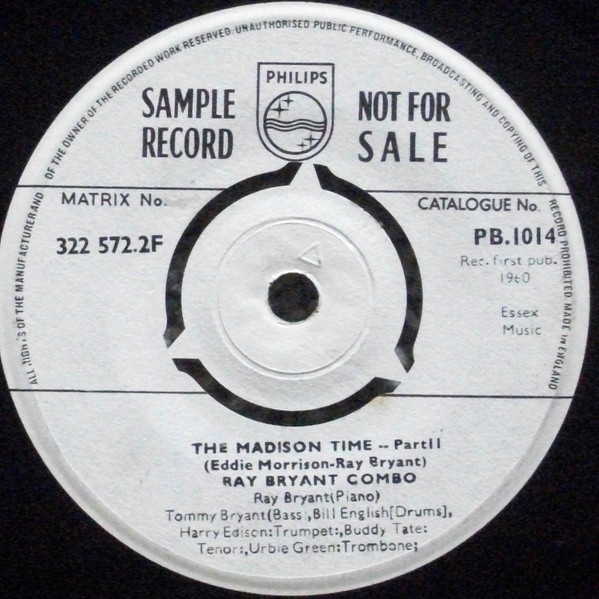 ALL RIGHTS OF THE MANUFACTURER AND OF THE OWNER OF THE RECORDED WORK RESERVED. UNAUTHORISED PUBLIC PERFORMANCE, BROADCASTING AND COPYING OF THIS RECORD PROHIBITED. MADE IN ENGLAND
PHILIPS
SAMPLE RECORD
NOT FOR SALE
MATRIX No.
322 572.2F
CATALOGUE No.
PB.1014
Rec. first pub.
1960
Essex
Music
THE MADISON TIME -- PartII
(Eddie Morrison-Ray Bryant)
RAY BRYANT COMBO
Ray Bryant(Piano)
Tommy Bryant(Bass:,Bill English[Drums],
Harry Edison:Trumpet:,Buddy Tate:
Tenor:,Urbie Green:Trombone;